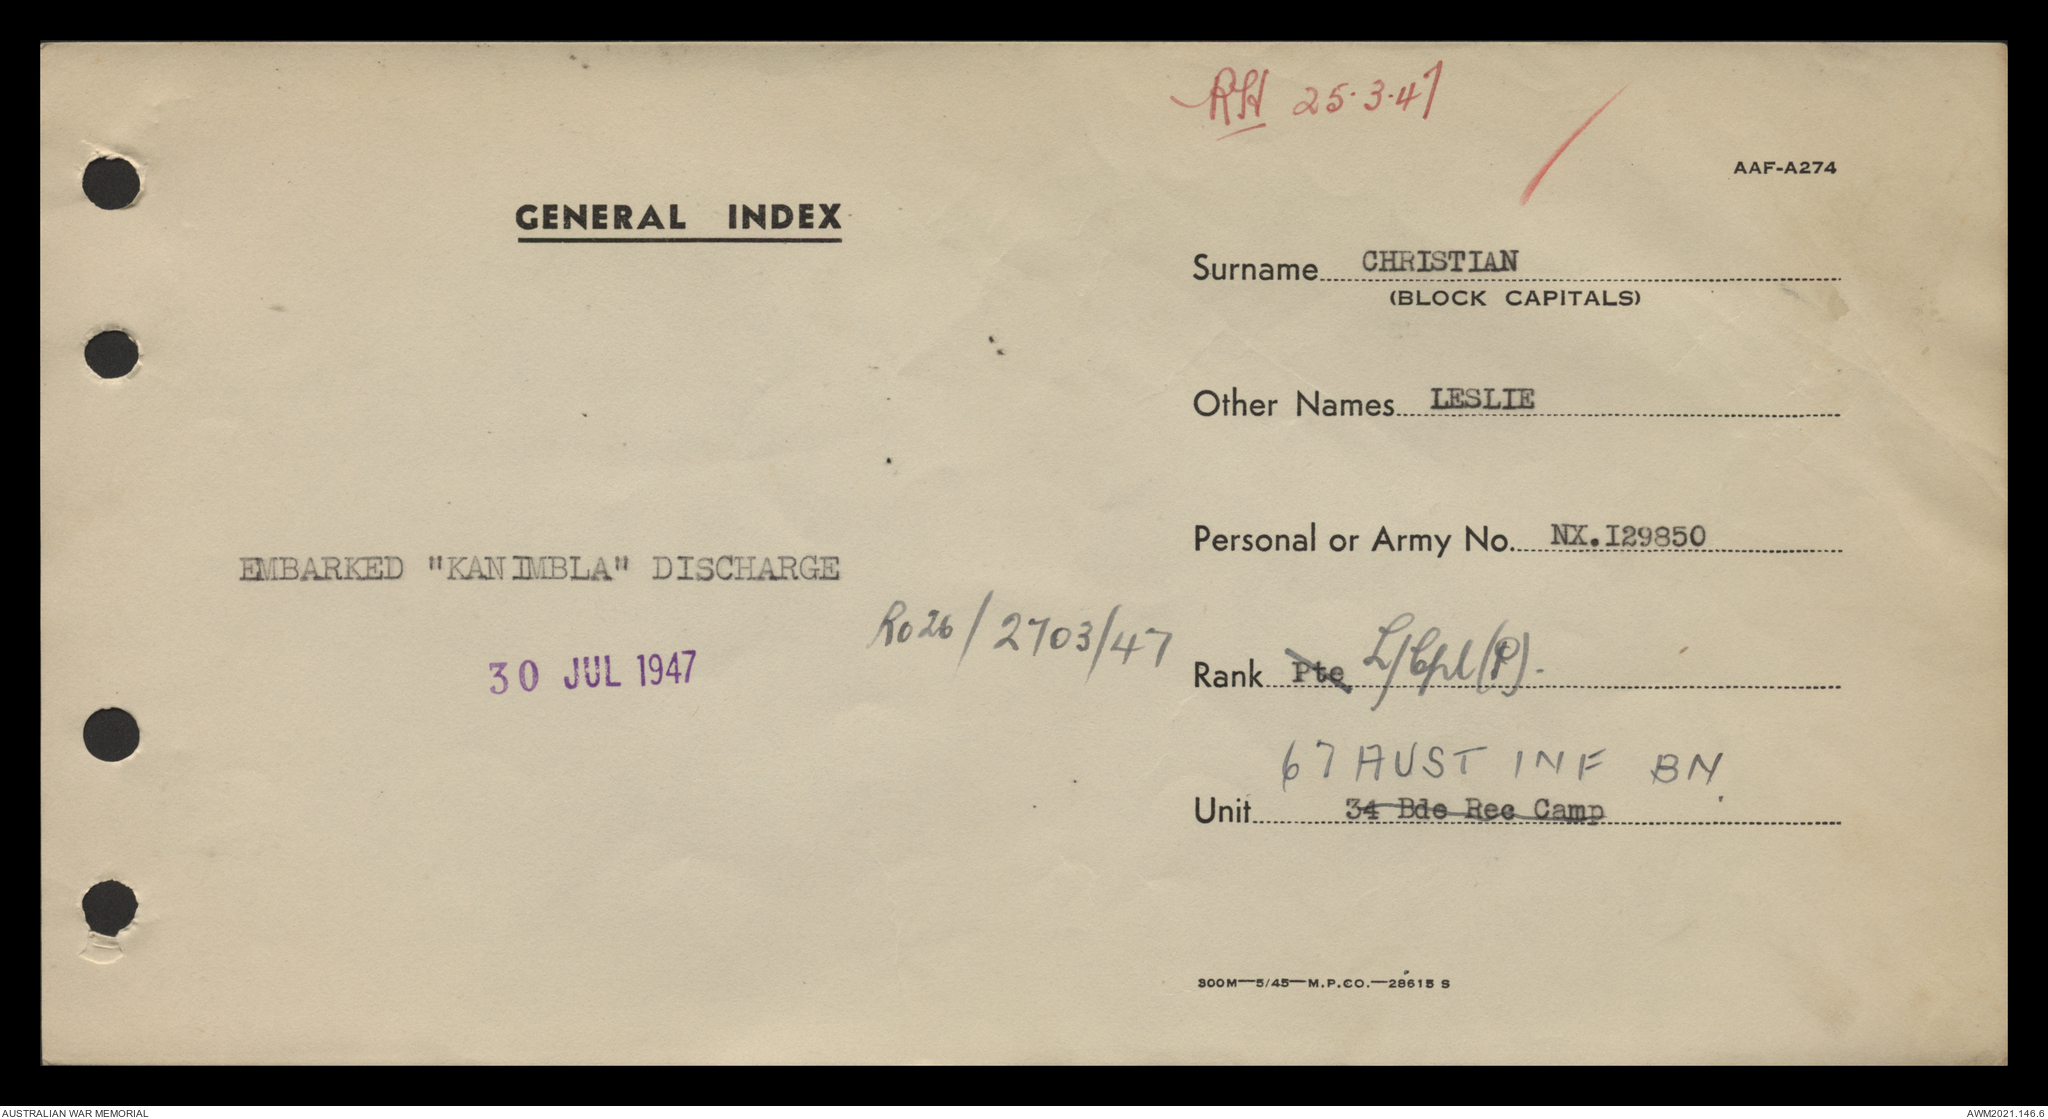 RH 25.3.47
AAF-A274
GENERAL INDEX
Surname CHRISTIAN
(BLOCK CAPITALS)
Other Names LESLIE
Personal or Army No. NX.I29850
EMBARKED "KANIMBLA" DISCHARGE
Ro26/2703/47
30 JUL 1947
Rank Pte L/Cpl(P).
67 AUST INF BN.
Unit 34 Bde Rec Camp
300M—5/45—M.P.CO.—28615 S
AUSTRALIAN WAR MEMORIAL
AWM2021.146.6